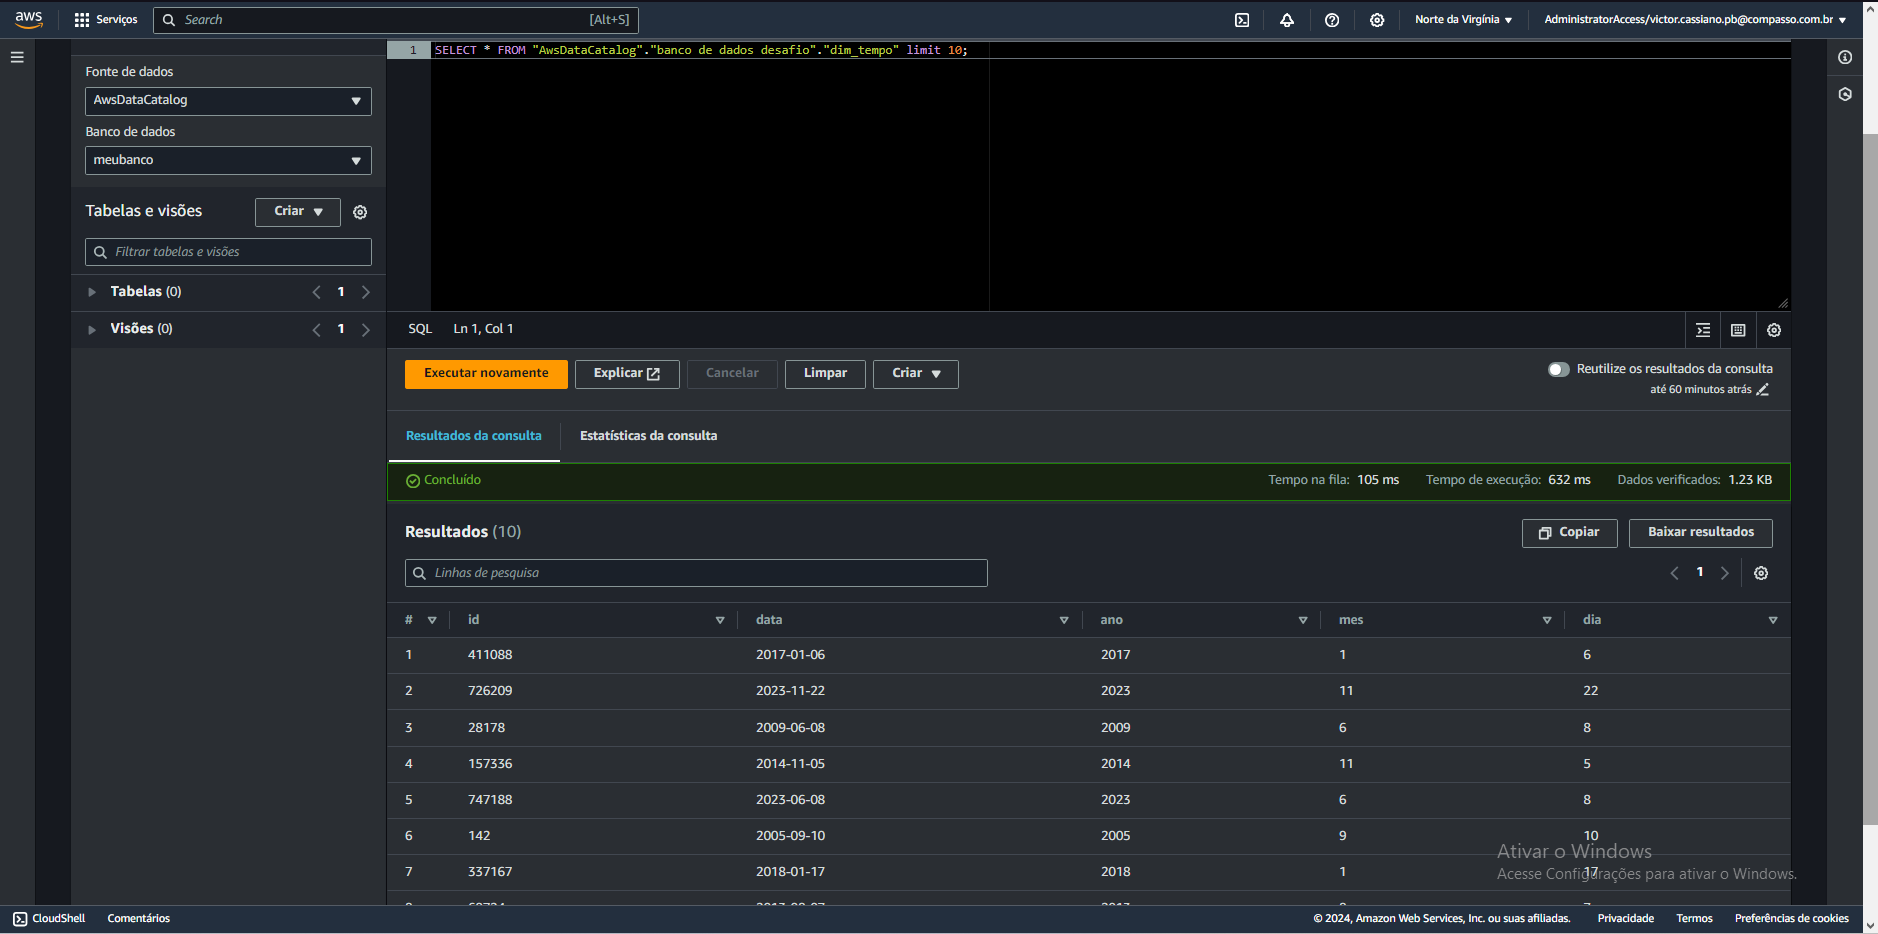 aws Serviços Search [Alt+S] Norte da Virgínia AdministratorAccess/victor.cassiano.pb@compasso.com.br
Fonte de dados
AwsDataCatalog
Banco de dados
meubanco
Tabelas e visões Criar
Filtrar tabelas e visões
Tabelas (0) 1
Visões (0) 1
1 SELECT * FROM "AwsDataCatalog"."banco de dados desafio"."dim_tempo" limit 10;
SQL Ln 1, Col 1
Executar novamente Explicar Cancelar Limpar Criar
Reutilize os resultados da consulta
até 60 minutos atrás
Resultados da consulta Estatísticas da consulta
Concluído Tempo na fila: 105 ms Tempo de execução: 632 ms Dados verificados: 1.23 KB
Resultados (10) Copiar Baixar resultados
Linhas de pesquisa 1
# id data ano mes dia
1 411088 2017-01-06 2017 1 6
2 726209 2023-11-22 2023 11 22
3 28178 2009-06-08 2009 6 8
4 157336 2014-11-05 2014 11 5
5 747188 2023-06-08 2023 6 8
6 142 2005-09-10 2005 9 10
7 337167 2018-01-17 2018 1 17
Ativar o Windows
Acesse Configurações para ativar o Windows.
CloudShell Comentários © 2024, Amazon Web Services, Inc. ou suas afiliadas. Privacidade Termos Preferências de cookies